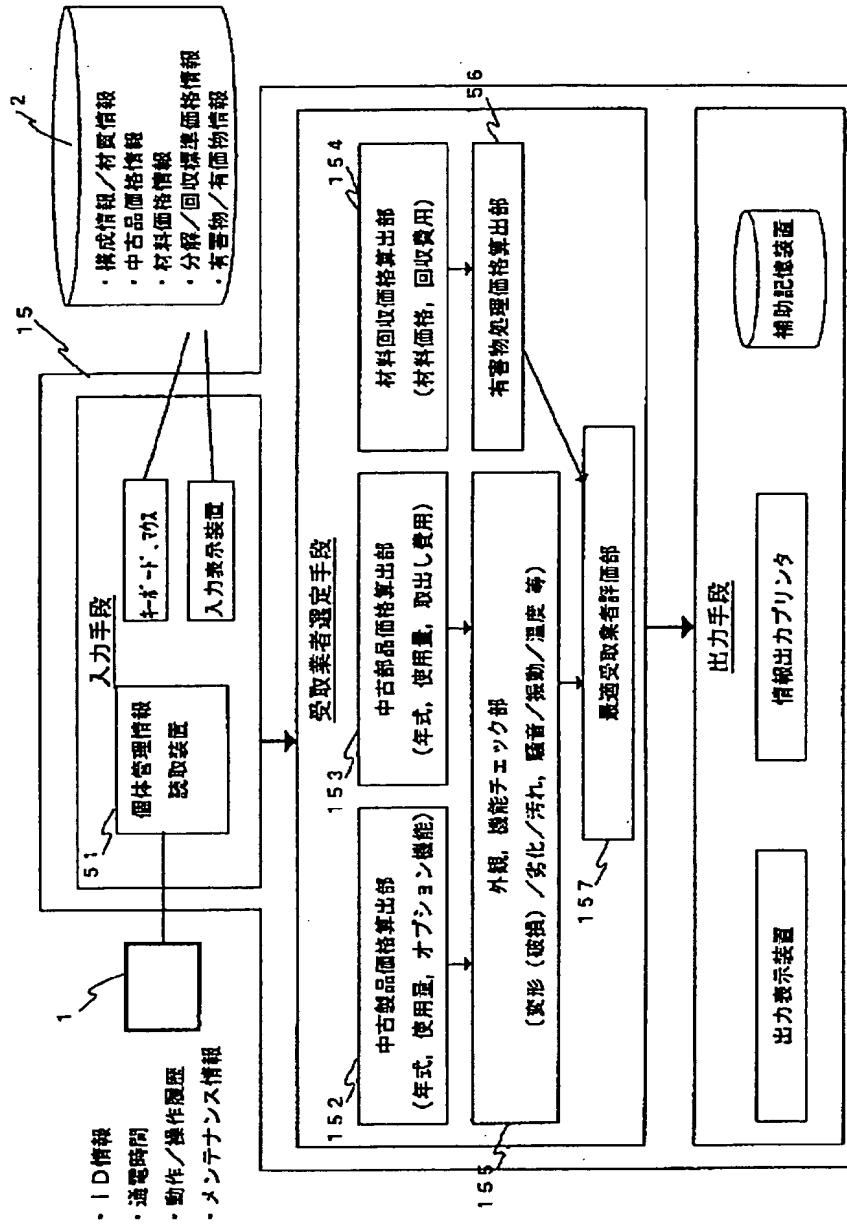 1
・ID情報
・通電時間
・動作／操作履歴
・メンテナンス情報
15
2
・構成情報／材質情報
・中古品価格情報
・材料価格情報
・分解／回収標準価格情報
・有害物／有価物情報
入力手段
51
個体管理情報
読取装置
キーボード、マウス
入力表示装置
受取業者選定手段
152
中古製品価格算出部
(年式，使用量，オプション機能)
153
中古部品価格算出部
(年式，使用量，取出し費用)
154
材料回収価格算出部
(材料価格，回収費用)
155
外観，機能チェック部
(変形（破損）／劣化／汚れ，騒音／振動／温度 等)
56
有害物処理価格算出部
157
最適受取業者評価部
出力手段
出力表示装置
情報出力プリンタ
補助記憶装置